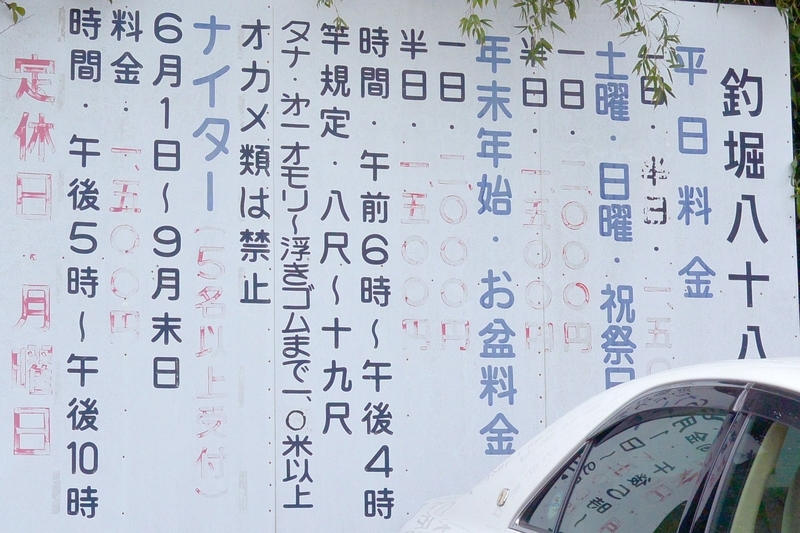 釣堀八十八
平日料金
一日・半日・一、五〇
土曜・日曜・祝祭日
一日・二、〇〇〇円
半日・一、五〇〇円
年末年始・お盆料金
一日・二、〇〇〇円
半日・一、五〇〇円
時間・午前6時～午後4時
竿規定・八尺～十九尺
タナ・オモリ～浮きゴムまで一、〇米以上
オカメ類は禁止
ナイター(5名以上受付)
6月1日～9月末日
料金・一、五〇〇円
時間・午後5時～午後10時
定休日・月曜日